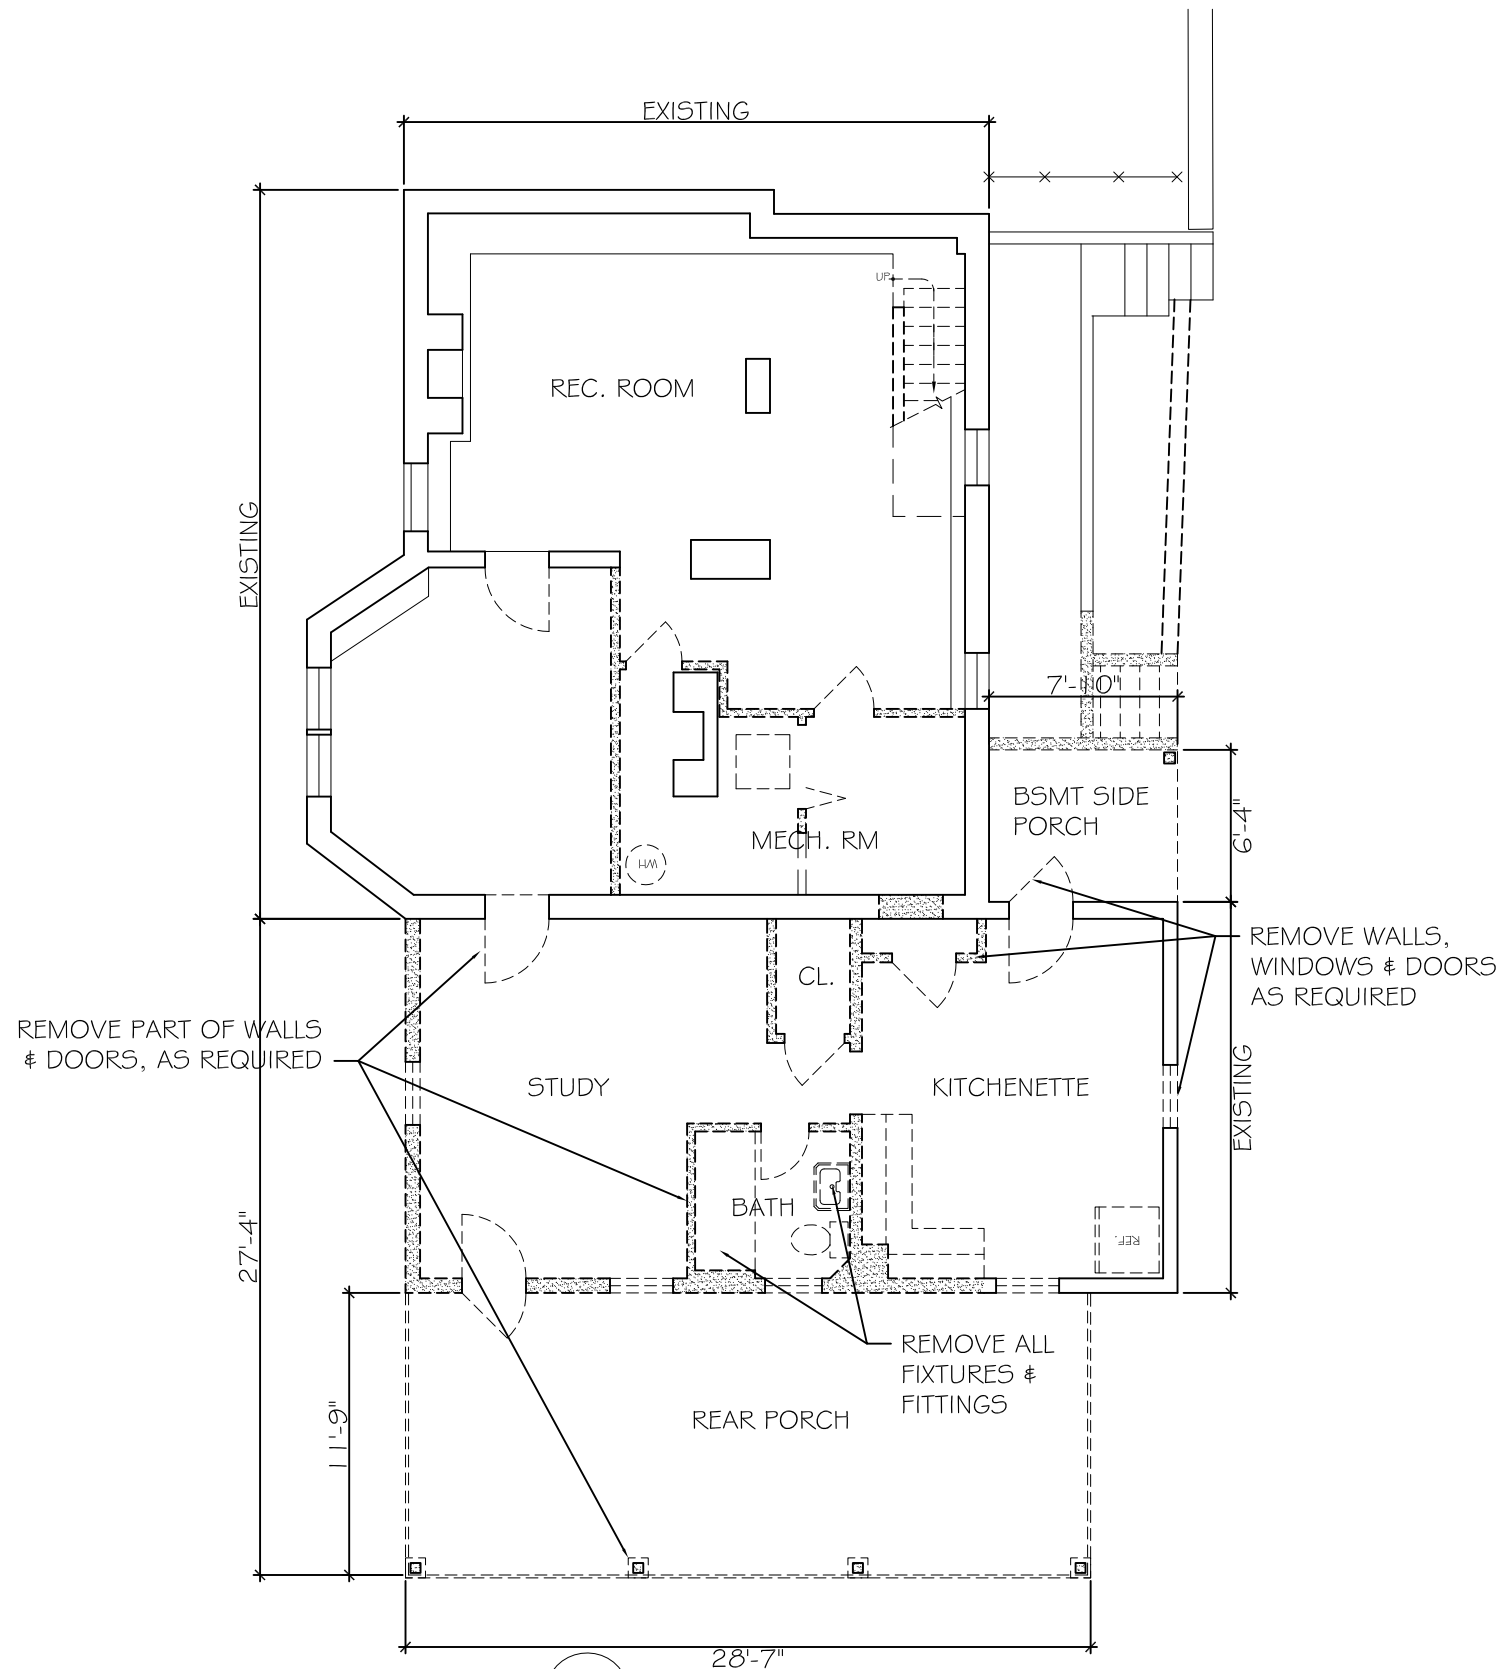 EXISTING
UP
REC. ROOM
EXISTING
7'-10"
BSMT SIDE
PORCH
6'-4"
MECH. RM
WH
REMOVE WALLS,
WINDOWS & DOORS
AS REQUIRED
CL.
REMOVE PART OF WALLS
& DOORS, AS REQUIRED
STUDY
KITCHENETTE
EXISTING
BATH
REF.
27'-4"
REMOVE ALL
FIXTURES &
FITTINGS
11'-9"
REAR PORCH
28'-7"